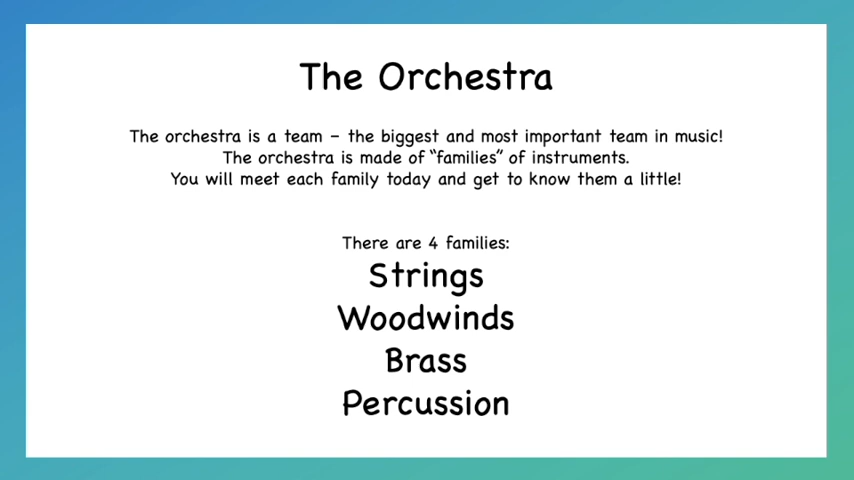 The Orchestra
The orchestra is a team – the biggest and most important team in music!
The orchestra is made of “families” of instruments.
You will meet each family today and get to know them a little!
There are 4 families:
Strings
Woodwinds
Brass
Percussion